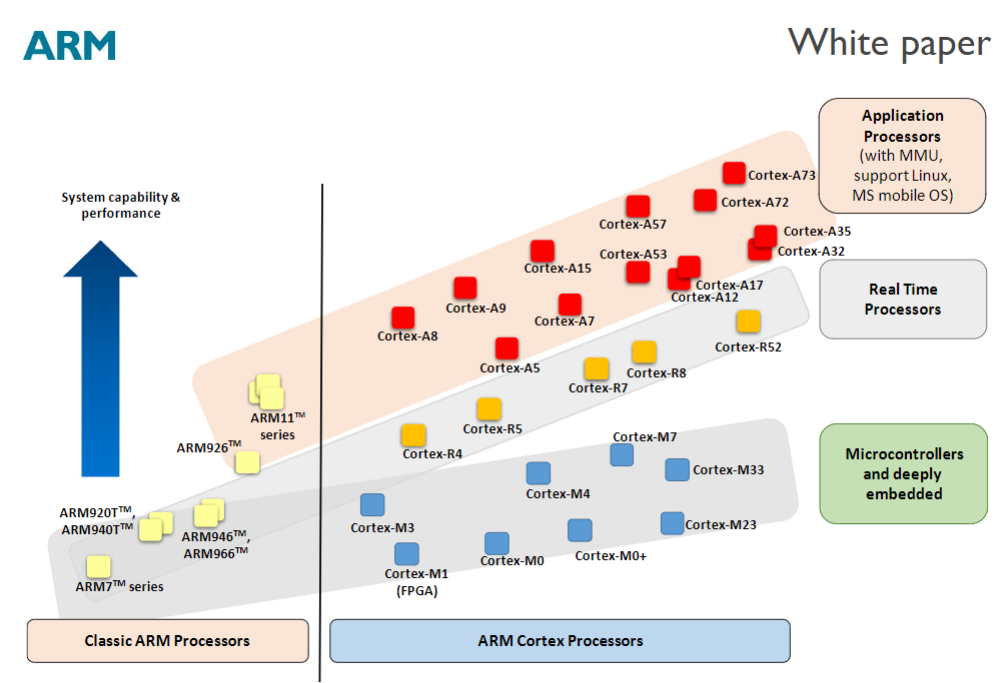 ARM
White paper
Application
Processors
(with MMU,
support Linux,
MS mobile OS)
System capability &
performance
Cortex-A73
Cortex-A72
Cortex-A57
Cortex-A35
Cortex-A32
Cortex-A53
Cortex-A15
Cortex-A17
Cortex-A12
Real Time
Processors
Cortex-A9
Cortex-A7
Cortex-A8
Cortex-A5
Cortex-R52
Cortex-R8
Cortex-R7
ARM11™
series
Cortex-R5
Cortex-R4
ARM926™
Cortex-M7
Microcontrollers
and deeply
embedded
Cortex-M33
Cortex-M4
ARM920T™,
ARM940T™
ARM946™,
ARM966™
Cortex-M3
Cortex-M23
Cortex-M0+
Cortex-M0
Cortex-M1
(FPGA)
ARM7™ series
Classic ARM Processors
ARM Cortex Processors